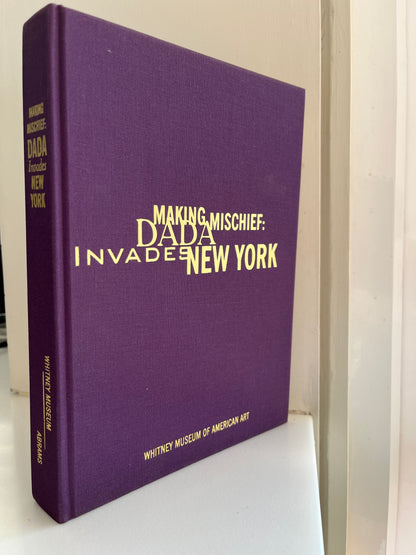 MAKING
MISCHIEF:
DADA
Invades
NEW
YORK
WHITNEY MUSEUM
ABRAMS
MAKING MISCHIEF:
DADA
INVADES NEW YORK
WHITNEY MUSEUM OF AMERICAN ART